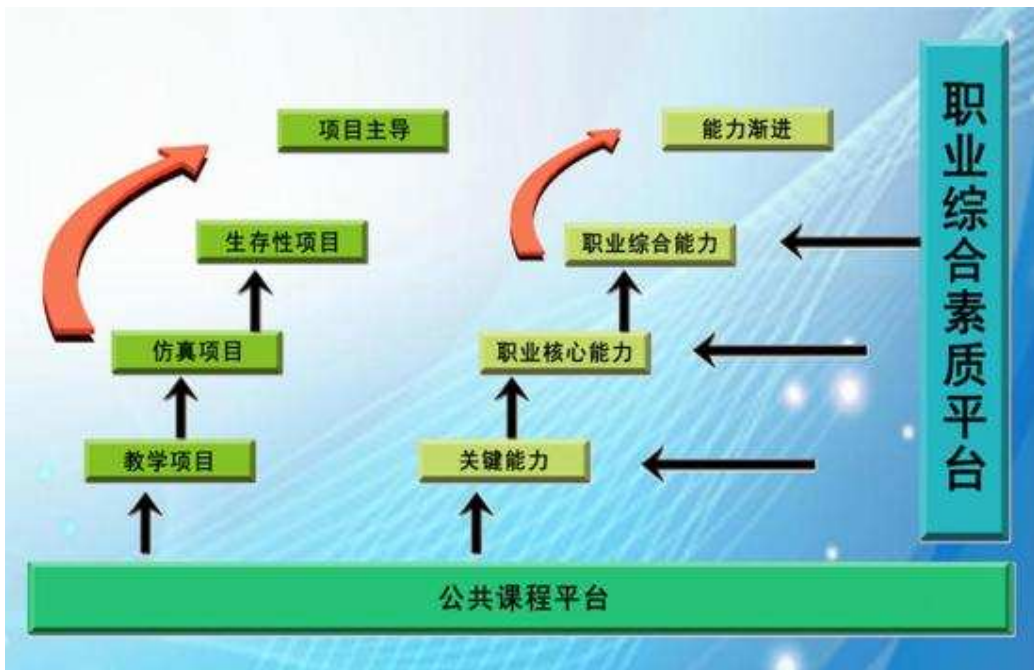 项目主导
能力渐进
生存性项目
职业综合能力
仿真项目
职业核心能力
教学项目
关键能力
职业综合素质平台
公共课程平台